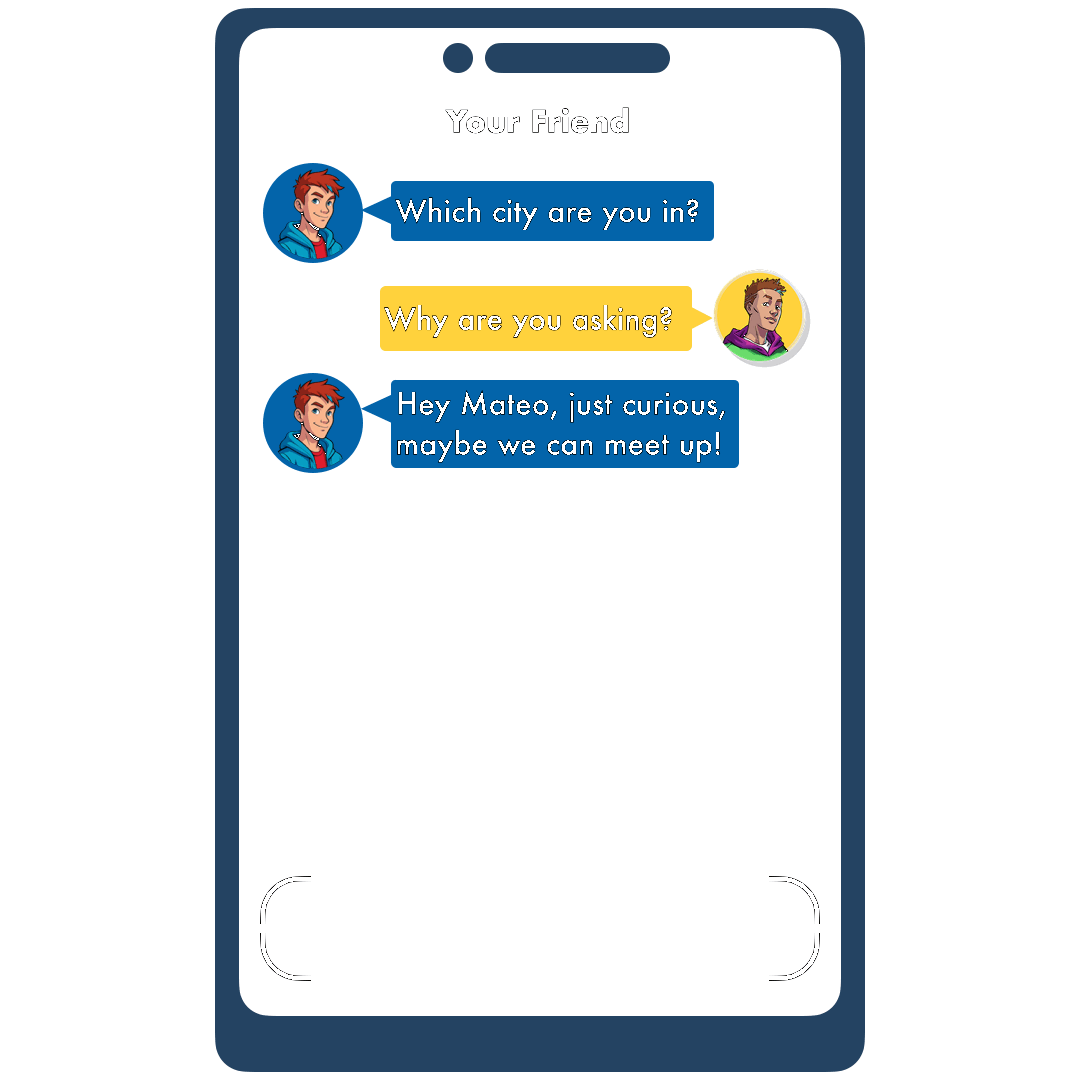 Your Friend
Which city are you in?
Why are you asking?
Hey Mateo, just curious,
maybe we can meet up!